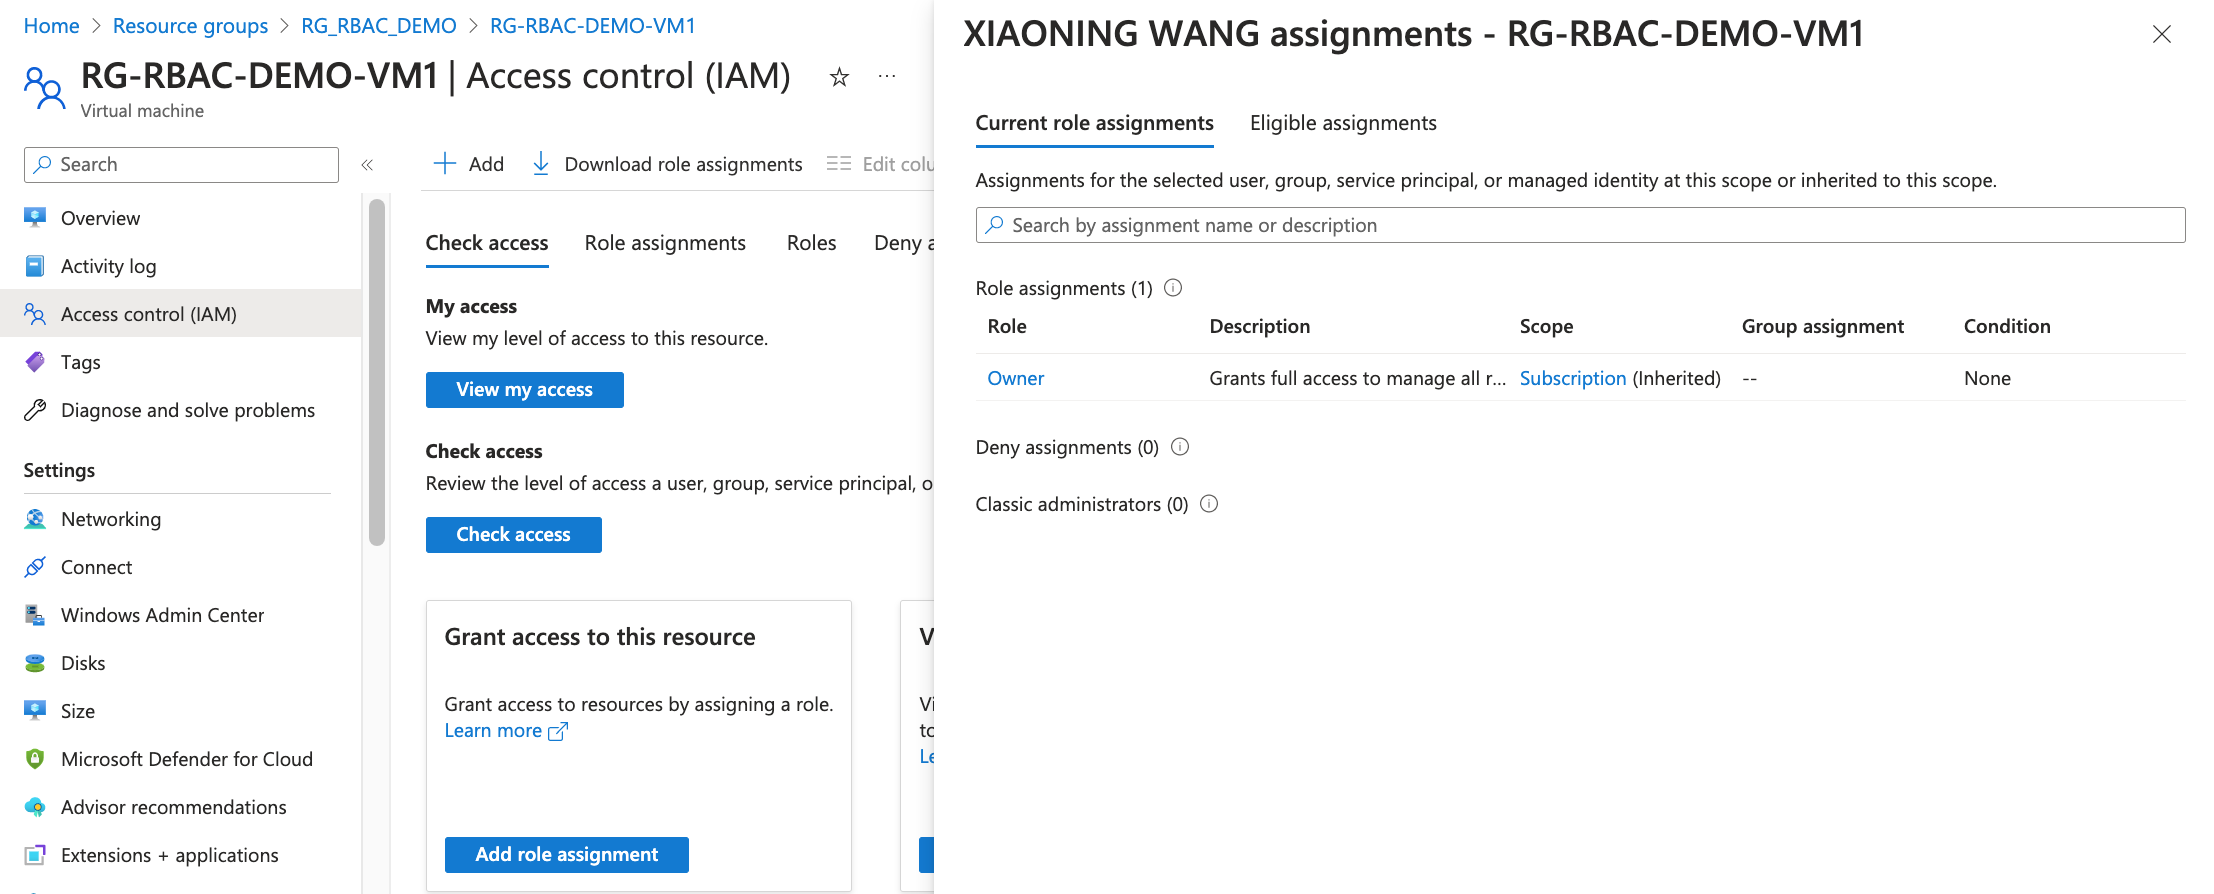 Home > Resource groups > RG_RBAC_DEMO > RG-RBAC-DEMO-VM1
RG-RBAC-DEMO-VM1 | Access control (IAM) ☆ ···
Virtual machine
Search «
Overview
Activity log
Access control (IAM)
Tags
Diagnose and solve problems
Settings
Networking
Connect
Windows Admin Center
Disks
Size
Microsoft Defender for Cloud
Advisor recommendations
Extensions + applications
Add Download role assignments Edit colu
Check access Role assignments Roles Deny a
My access
View my level of access to this resource.
View my access
Check access
Review the level of access a user, group, service principal, o
Check access
Grant access to this resource
Grant access to resources by assigning a role.
Learn more
Add role assignment
V
Vi
to
Le
XIAONING WANG assignments - RG-RBAC-DEMO-VM1
Current role assignments Eligible assignments
Assignments for the selected user, group, service principal, or managed identity at this scope or inherited to this scope.
Search by assignment name or description
Role assignments (1)
Role Description Scope Group assignment Condition
Owner Grants full access to manage all r... Subscription (Inherited) -- None
Deny assignments (0)
Classic administrators (0)